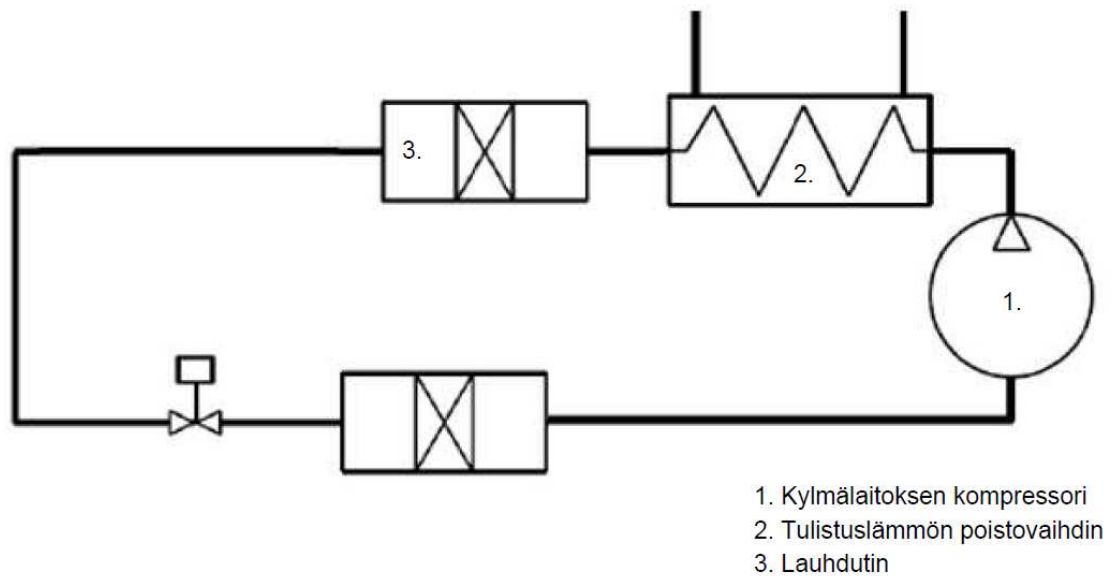 3.
2.
1.
1. Kylmälaitoksen kompressori
2. Tulistuslämmön poistovaihdin
3. Lauhdutin